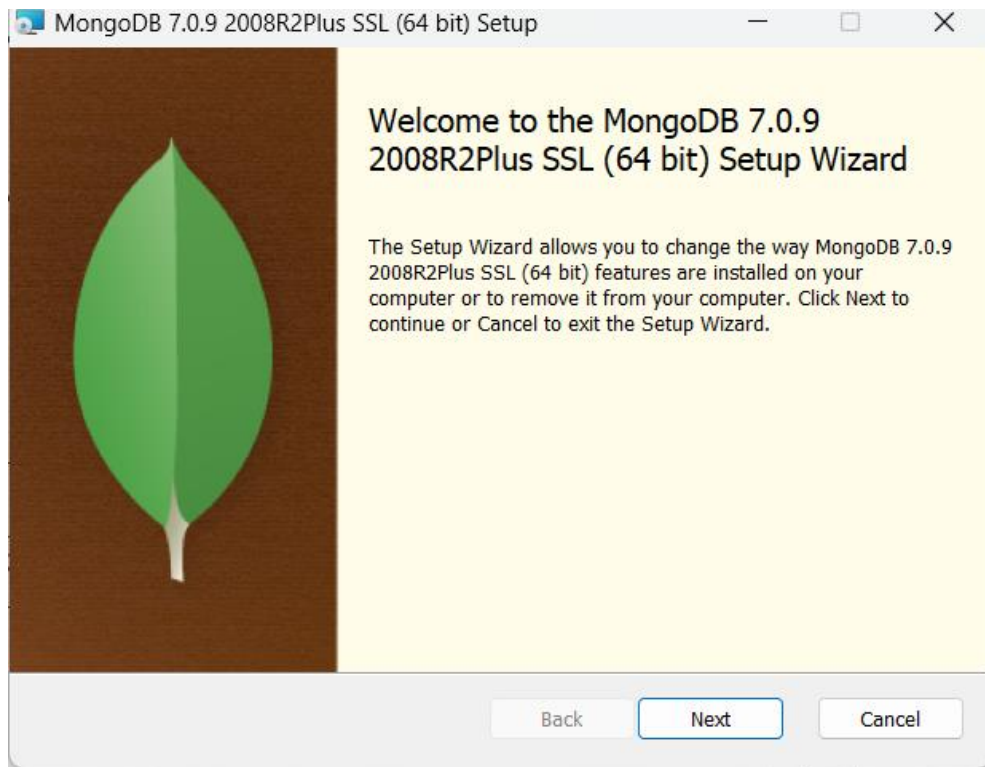 MongoDB 7.0.9 2008R2Plus SSL (64 bit) Setup
Welcome to the MongoDB 7.0.9
2008R2Plus SSL (64 bit) Setup Wizard
The Setup Wizard allows you to change the way MongoDB 7.0.9
2008R2Plus SSL (64 bit) features are installed on your
computer or to remove it from your computer. Click Next to
continue or Cancel to exit the Setup Wizard.
Back Next Cancel